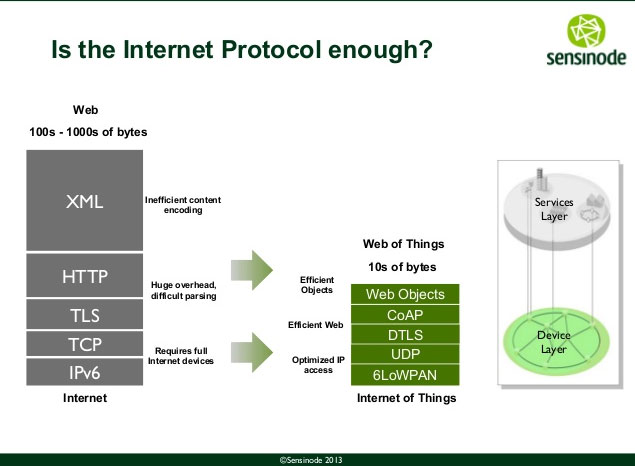 Is the Internet Protocol enough?
sensinode
Web
100s - 1000s of bytes
XML
Inefficient content
encoding
HTTP
Huge overhead,
difficult parsing
TLS
TCP
Requires full
Internet devices
IPv6
Internet
Web of Things
10s of bytes
Efficient
Objects
Web Objects
CoAP
Efficient Web
DTLS
UDP
Optimized IP
access
6LoWPAN
Internet of Things
Services
Layer
Device
Layer
©Sensinode 2013